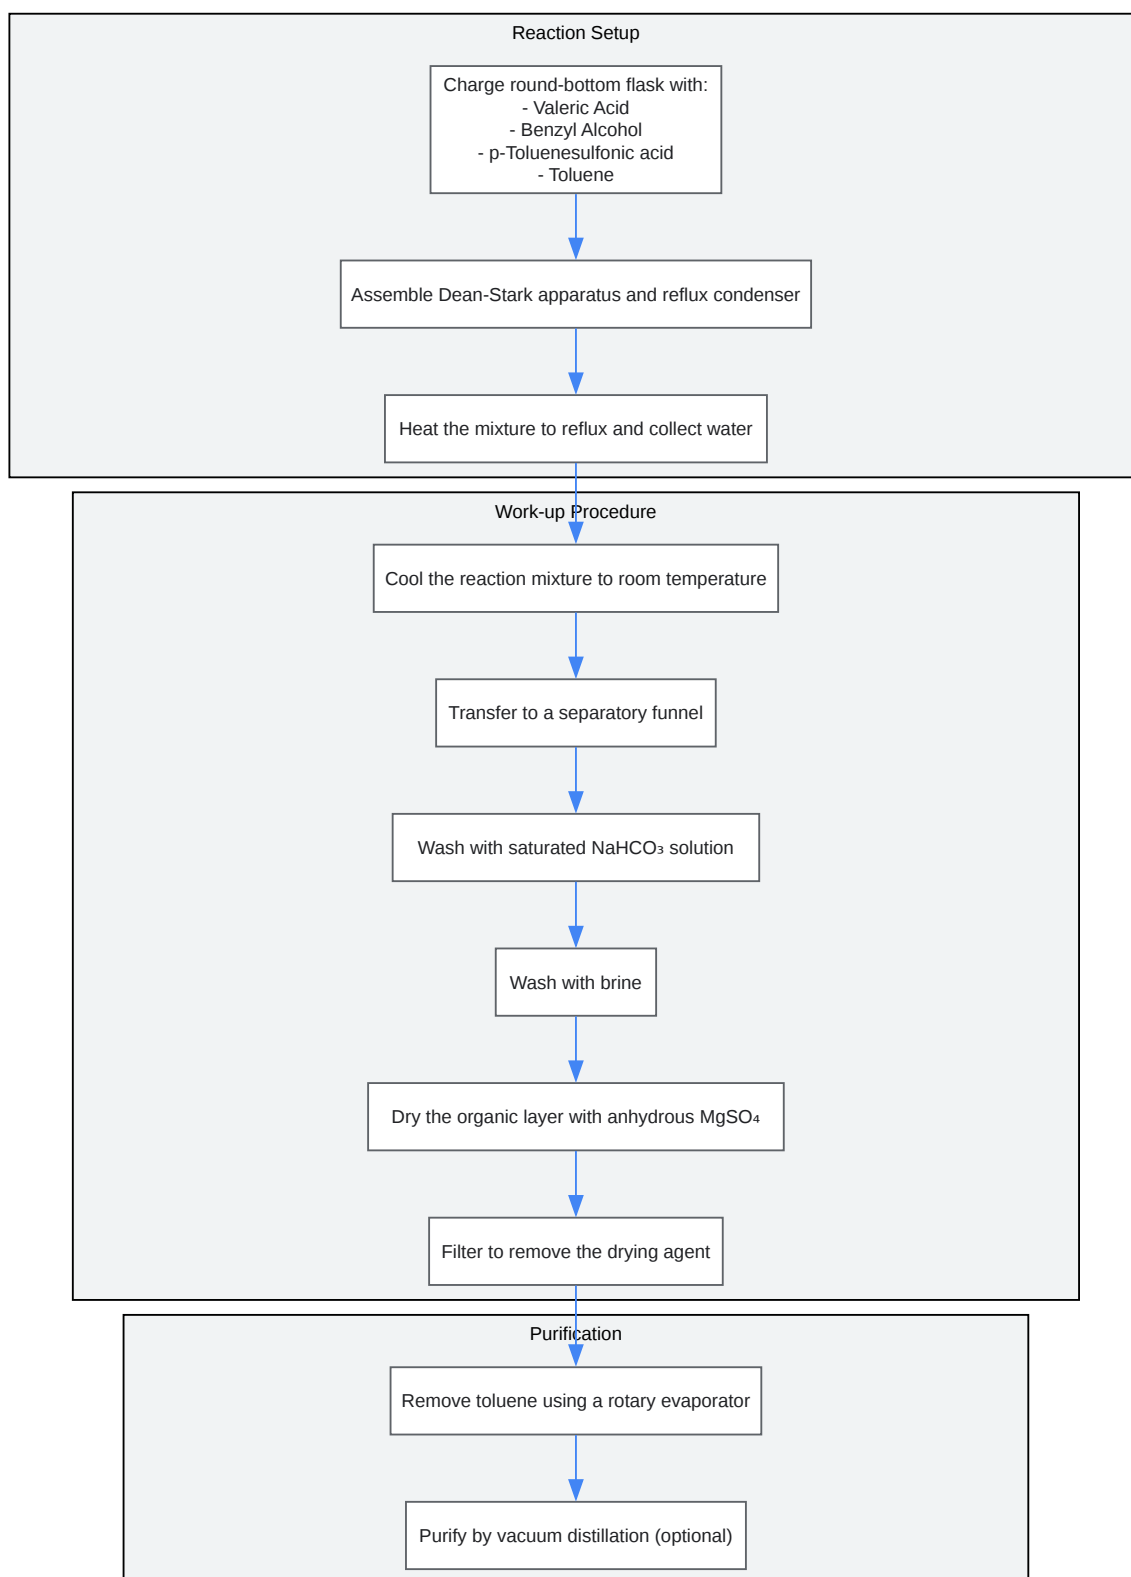 Reaction Setup
Charge round-bottom flask with:
- Valeric Acid
- Benzyl Alcohol
- p-Toluenesulfonic acid
- Toluene
Assemble Dean-Stark apparatus and reflux condenser
Heat the mixture to reflux and collect water
Work-up Procedure
Cool the reaction mixture to room temperature
Transfer to a separatory funnel
Wash with saturated NaHCO₃ solution
Wash with brine
Dry the organic layer with anhydrous MgSO₄
Filter to remove the drying agent
Purification
Remove toluene using a rotary evaporator
Purify by vacuum distillation (optional)